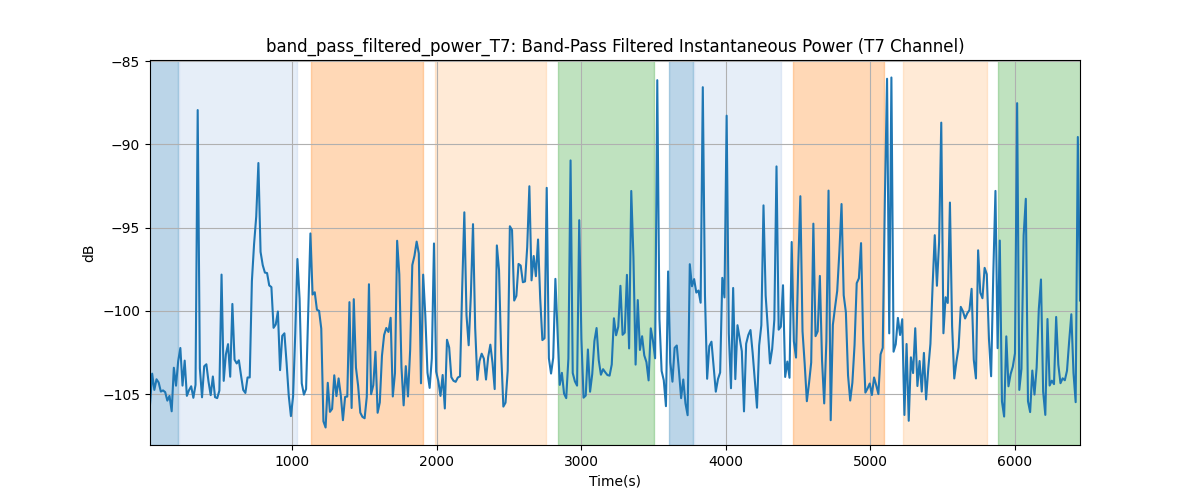 band_pass_filtered_power_T7: Band-Pass Filtered Instantaneous Power (T7 Channel)
−85
−90
−95
−100
−105
dB
1000 2000 3000 4000 5000 6000
Time(s)